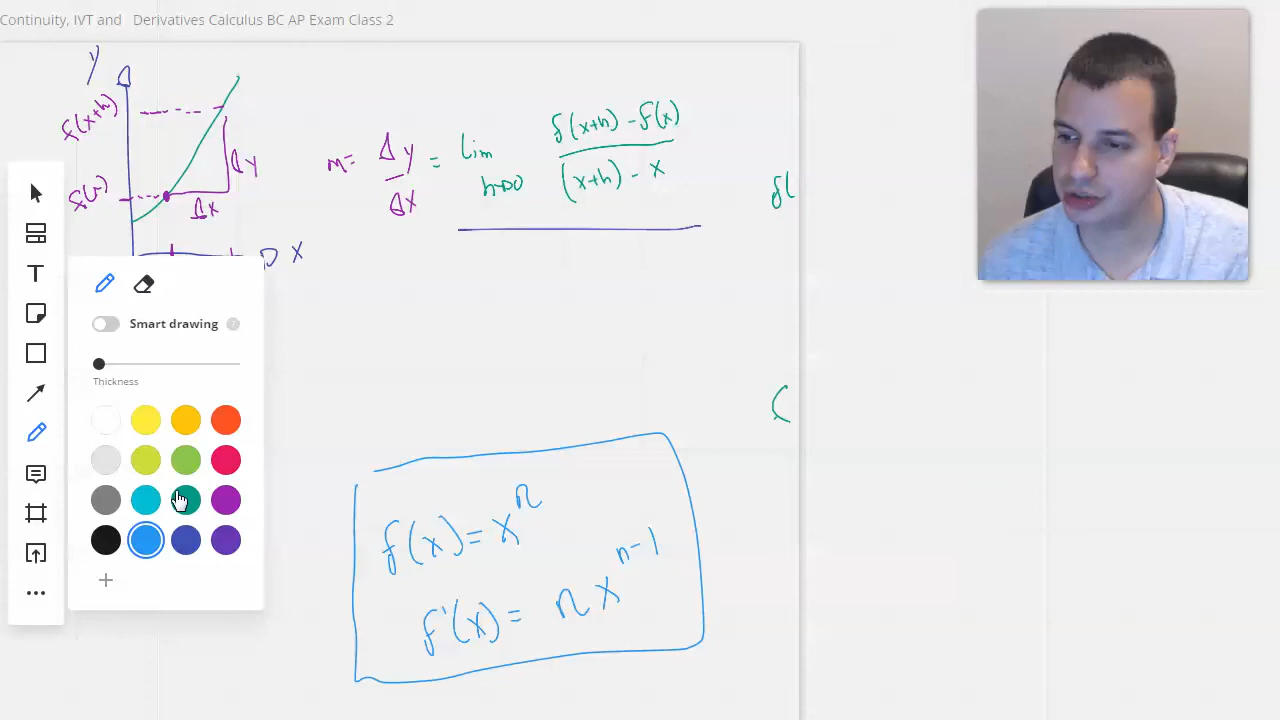 Continuity, IVT and Derivatives Calculus BC AP Exam Class 2
y
f(x+h)
f(x)
Δy
Δx
x
m = Δy/Δx = lim h→0 f(x+h) - f(x) / (x+h) - x
f(
(
Smart drawing ?
Thickness
f(x) = x^n
f'(x) = n x^{n-1}